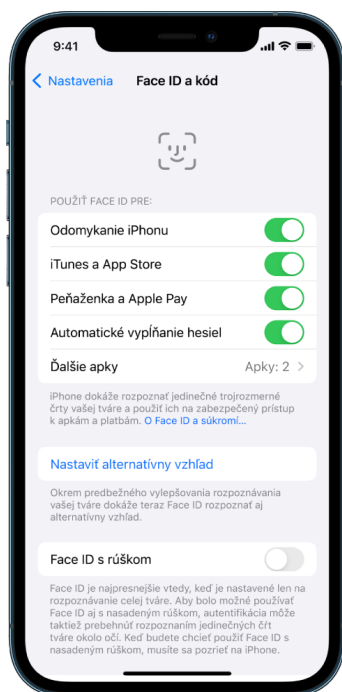 9:41
Nastavenia
Face ID a kód
POUŽIŤ FACE ID PRE:
Odomykanie iPhonu
iTunes a App Store
Peňaženka a Apple Pay
Automatické vypĺňanie hesiel
Ďalšie apky Apky: 2
iPhone dokáže rozpoznať jedinečné trojrozmerné
črty vašej tváre a použiť ich na zabezpečený prístup
k apkám a platbám. O Face ID a súkromí...
Nastaviť alternatívny vzhľad
Okrem predbežného vylepšovania rozpoznávania
vašej tváre dokáže teraz Face ID rozpoznať aj
alternatívny vzhľad.
Face ID s rúškom
Face ID je najpresnejšie vtedy, keď je nastavené len na
rozpoznávanie celej tváre. Aby bolo možné používať
Face ID aj s nasadeným rúškom, autentifikácia môže
taktiež prebehnúť rozpoznaním jedinečných čŕt
tváre okolo očí. Keď budete chcieť použiť Face ID s
nasadeným rúškom, musíte sa pozrieť na iPhone.